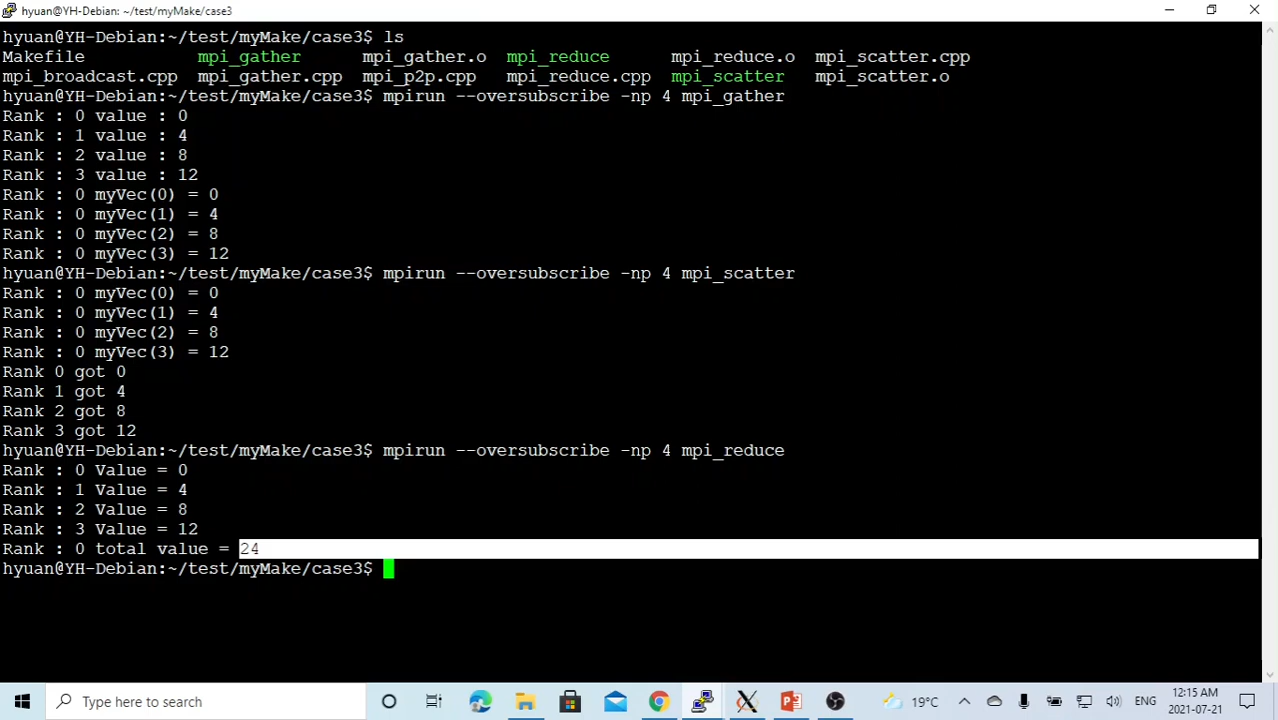 hyuan@YH-Debian: ~/test/myMake/case3
hyuan@YH-Debian:~/test/myMake/case3$ ls
Makefile mpi_gather mpi_gather.o mpi_reduce mpi_reduce.o mpi_scatter.cpp
mpi_broadcast.cpp mpi_gather.cpp mpi_p2p.cpp mpi_reduce.cpp mpi_scatter mpi_scatter.o
hyuan@YH-Debian:~/test/myMake/case3$ mpirun --oversubscribe -np 4 mpi_gather
Rank : 0 value : 0
Rank : 1 value : 4
Rank : 2 value : 8
Rank : 3 value : 12
Rank : 0 myVec(0) = 0
Rank : 0 myVec(1) = 4
Rank : 0 myVec(2) = 8
Rank : 0 myVec(3) = 12
hyuan@YH-Debian:~/test/myMake/case3$ mpirun --oversubscribe -np 4 mpi_scatter
Rank : 0 myVec(0) = 0
Rank : 0 myVec(1) = 4
Rank : 0 myVec(2) = 8
Rank : 0 myVec(3) = 12
Rank 0 got 0
Rank 1 got 4
Rank 2 got 8
Rank 3 got 12
hyuan@YH-Debian:~/test/myMake/case3$ mpirun --oversubscribe -np 4 mpi_reduce
Rank : 0 Value = 0
Rank : 1 Value = 4
Rank : 2 Value = 8
Rank : 3 Value = 12
Rank : 0 total value = 24
hyuan@YH-Debian:~/test/myMake/case3$
Type here to search
19°C
ENG
12:15 AM
2021-07-21